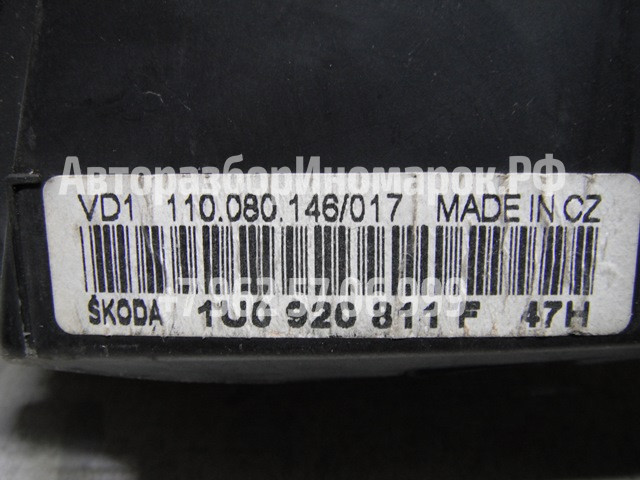 АвторазборИномарок.РФ
VD1 110.080.146/017 MADE IN CZ
ŠKODA 1U0 920 811 F 47H